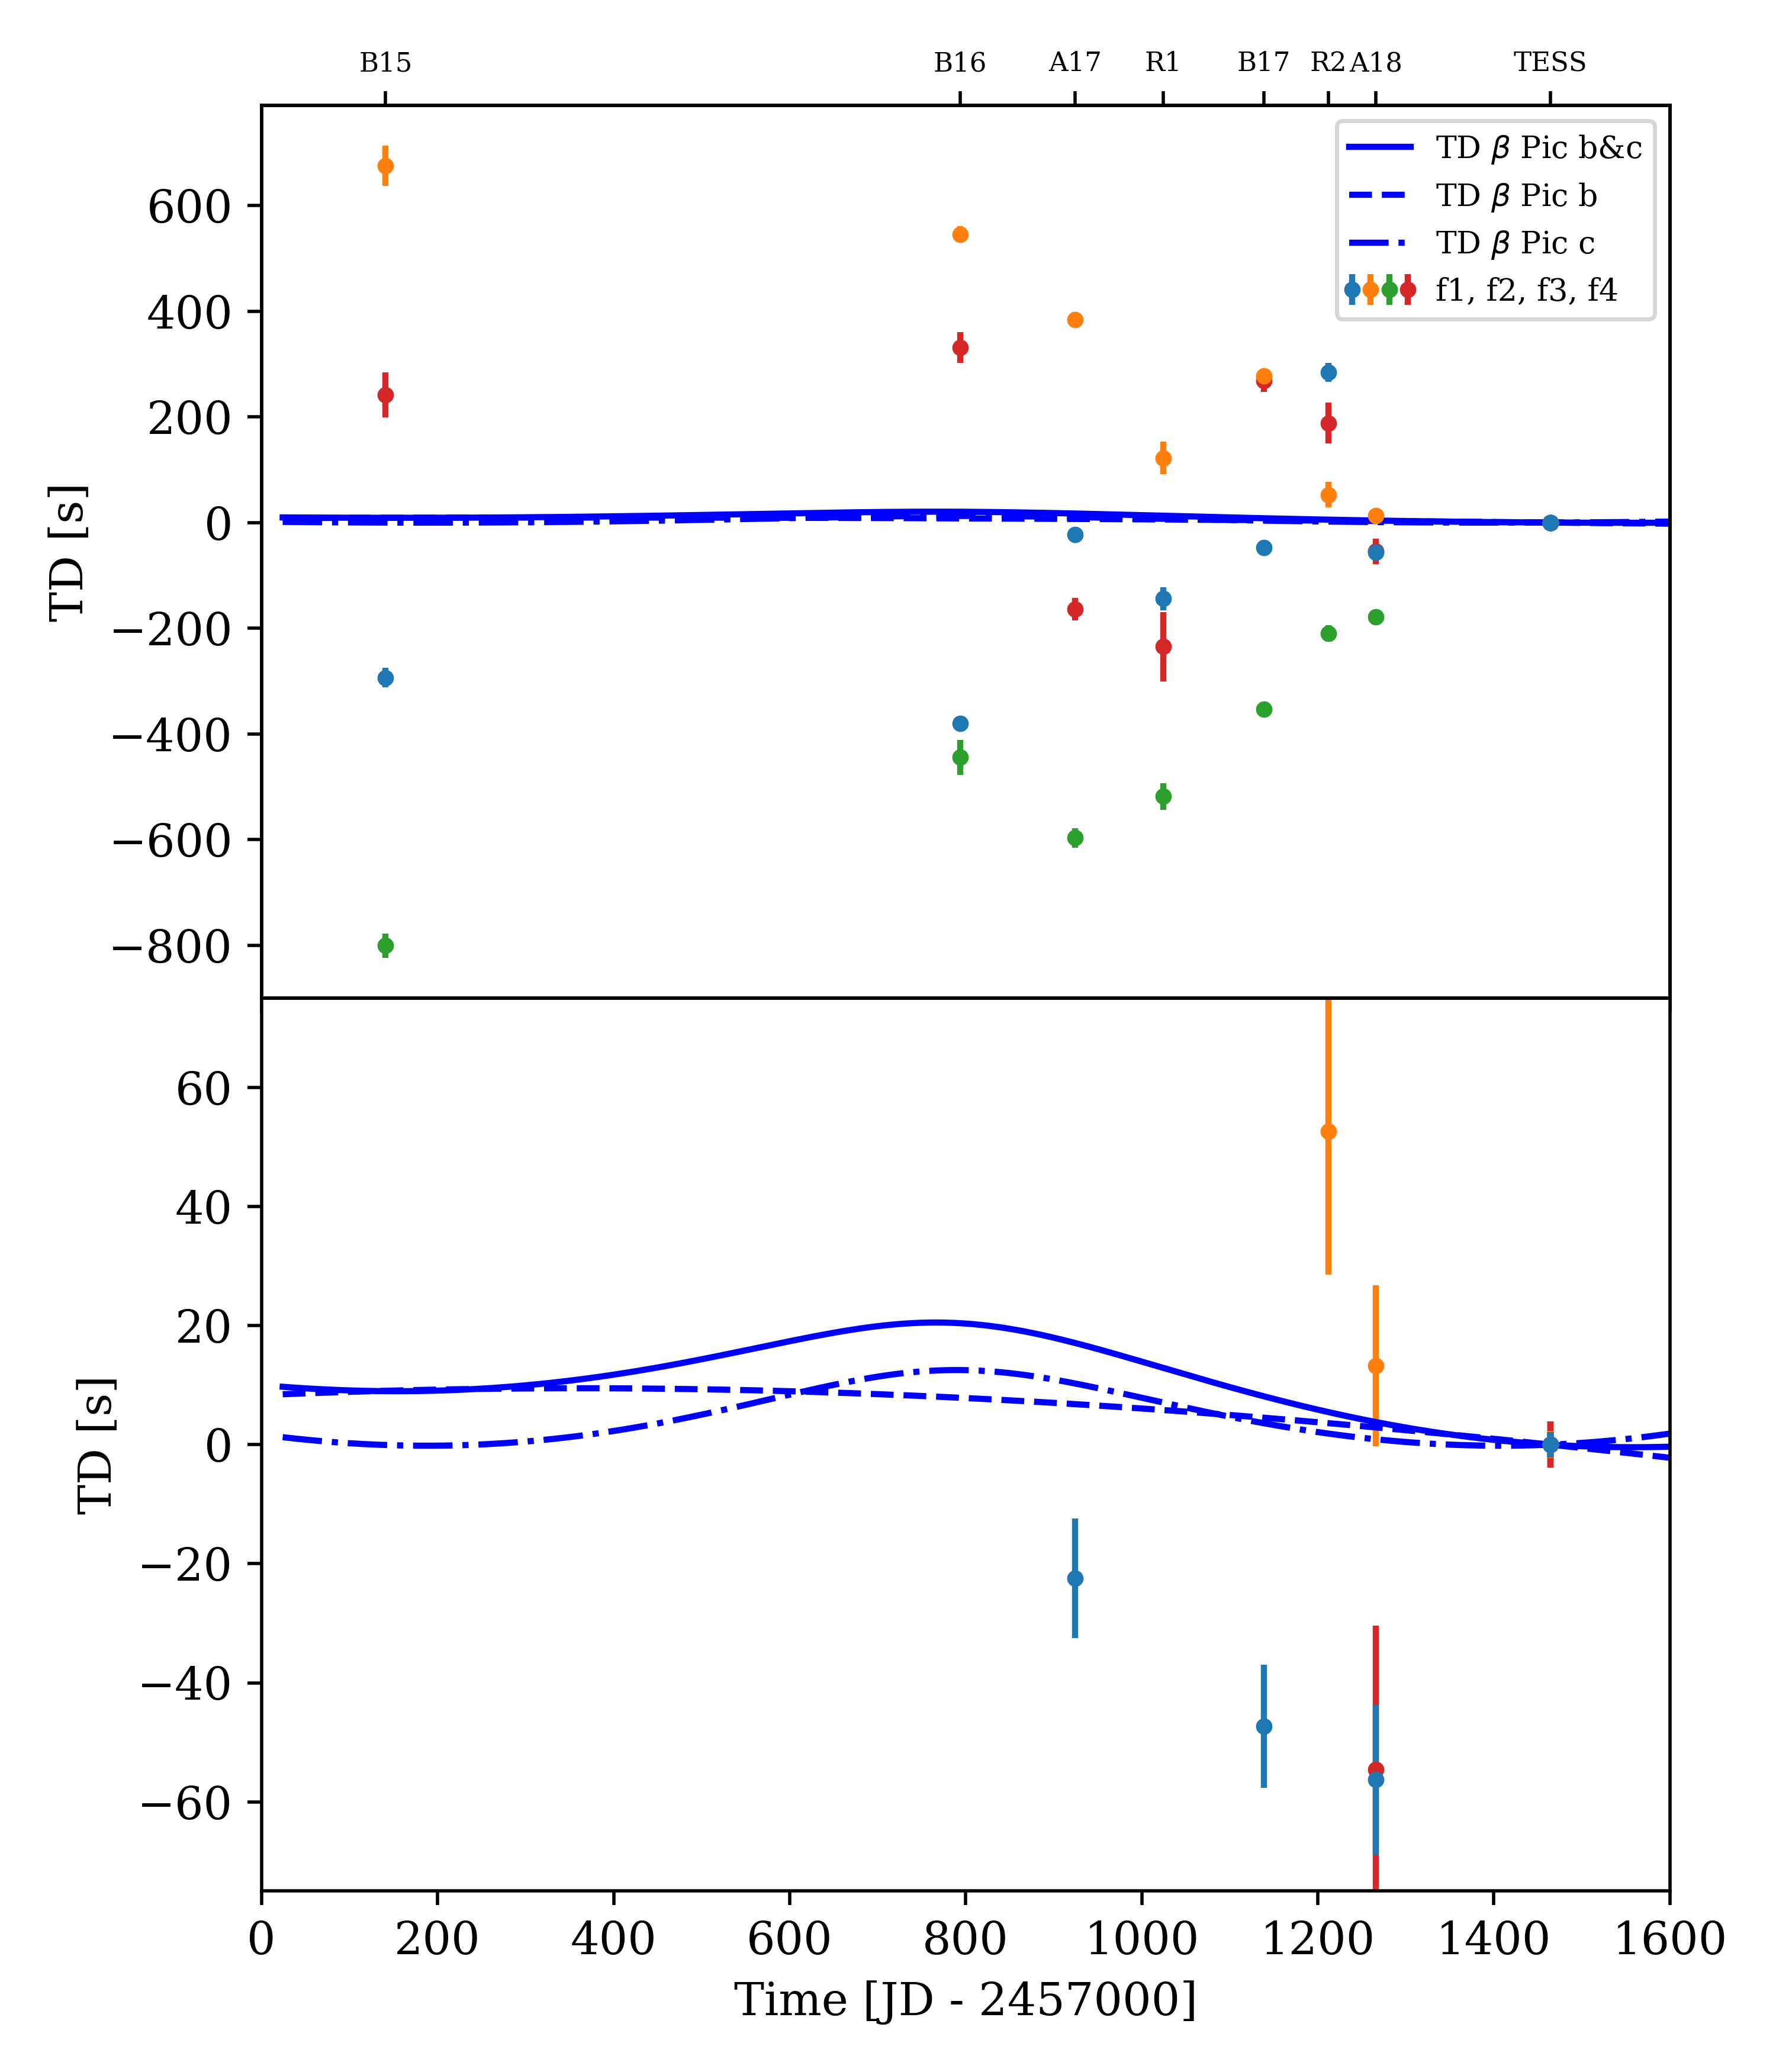 B15 B16 A17 R1 B17 R2 A18 TESS
TD β Pic b&c
TD β Pic b
TD β Pic c
f1, f2, f3, f4
600
400
200
0
−200
−400
−600
−800
TD [s]
60
40
20
0
−20
−40
−60
TD [s]
0 200 400 600 800 1000 1200 1400 1600
Time [JD - 2457000]